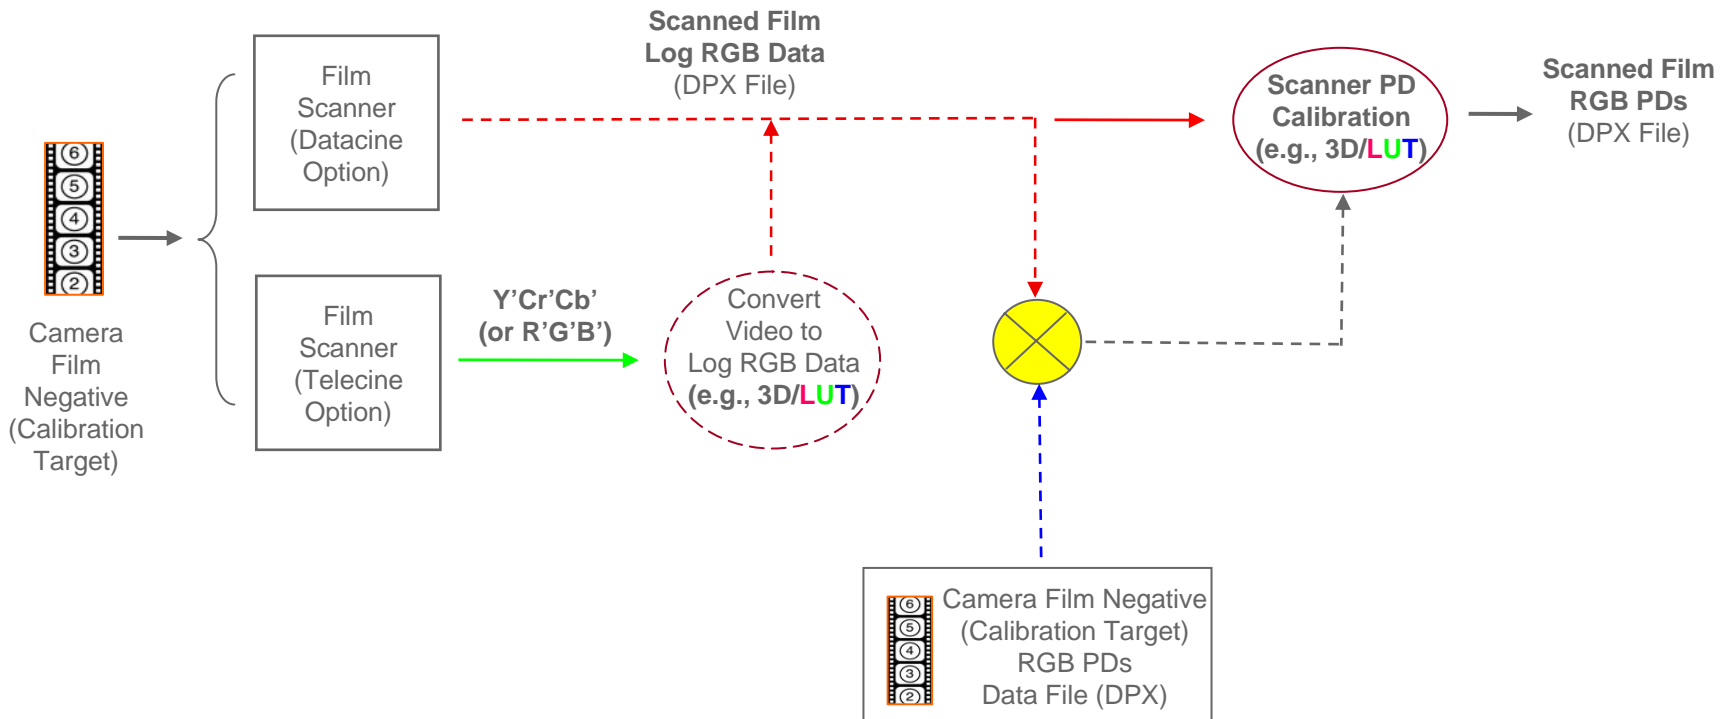 Scanned Film
Log RGB Data
(DPX File)
Film
Scanner
(Datacine
Option)
Scanner PD
Calibration
(e.g., 3D/LUT)
Scanned Film
RGB PDs
(DPX File)
6
5
4
3
2
Camera
Film
Negative
(Calibration
Target)
Film
Scanner
(Telecine
Option)
Y’Cr’Cb’
(or R’G’B’)
Convert
Video to
Log RGB Data
(e.g., 3D/LUT)
6
5
4
3
2
Camera Film Negative
(Calibration Target)
RGB PDs
Data File (DPX)